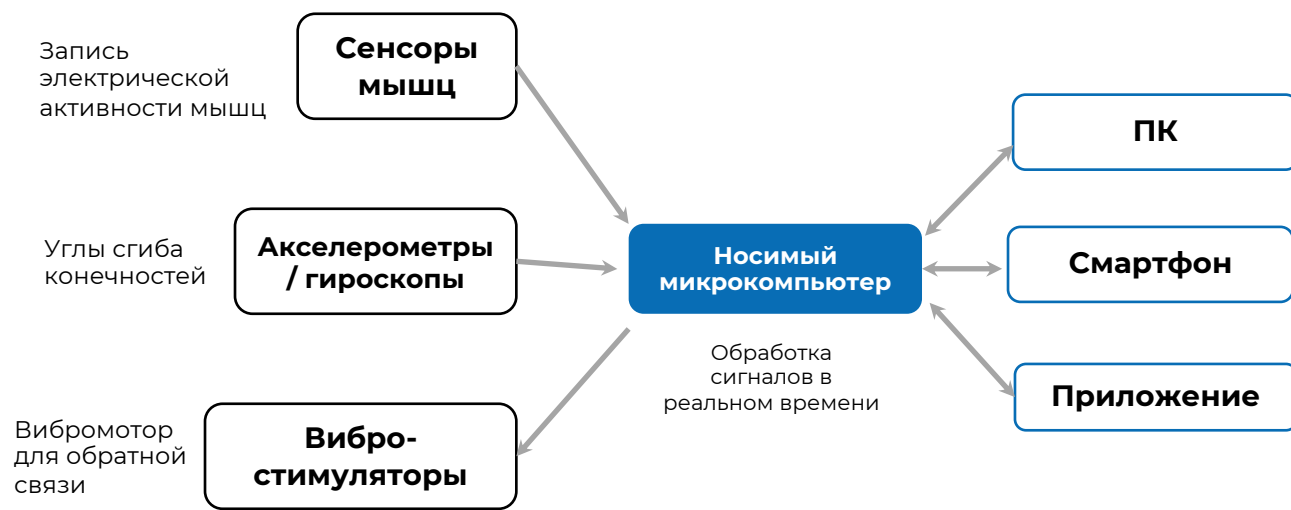 Запись
электрической
активности мышц
Сенсоры
мышц
Углы сгиба
конечностей
Акселерометры
/ гироскопы
Вибромотор
для обратной
связи
Вибро-
стимуляторы
Носимый
микрокомпьютер
Обработка
сигналов в
реальном времени
ПК
Смартфон
Приложение